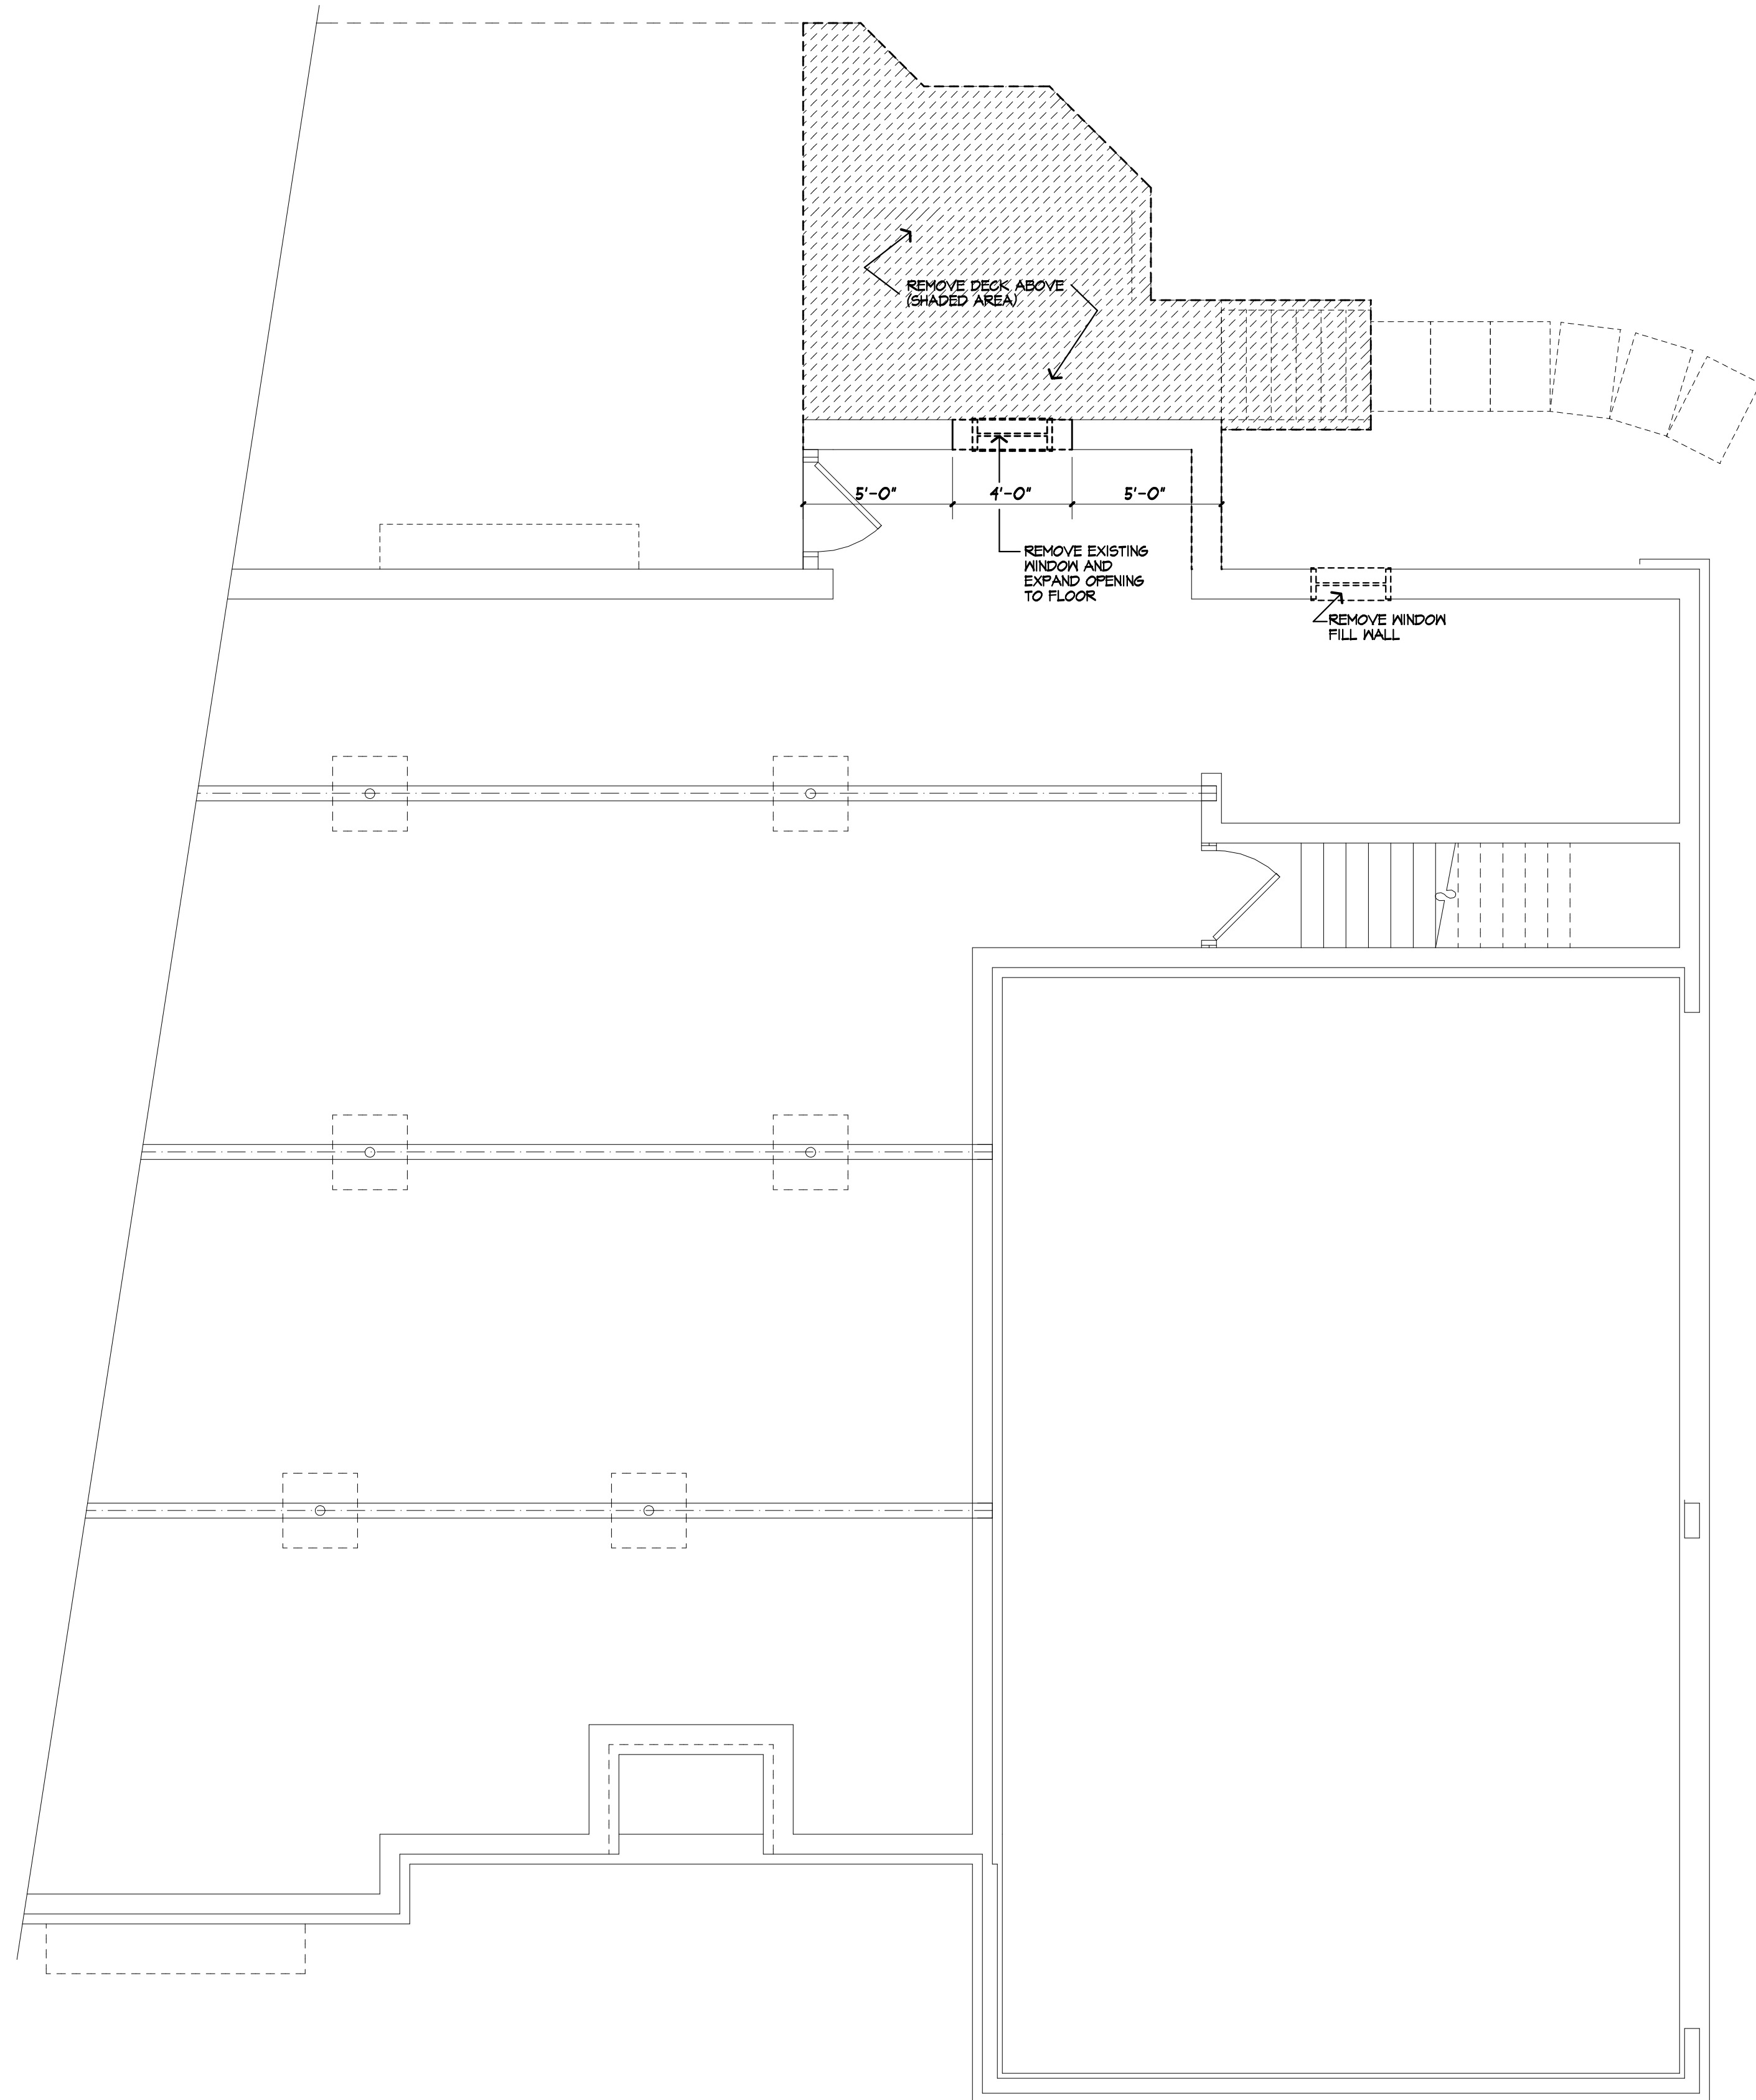 REMOVE DECK ABOVE
(SHADED AREA)
5'-0"
4'-0"
5'-0"
REMOVE EXISTING
WINDOW AND
EXPAND OPENING
TO FLOOR
REMOVE WINDOW
FILL WALL